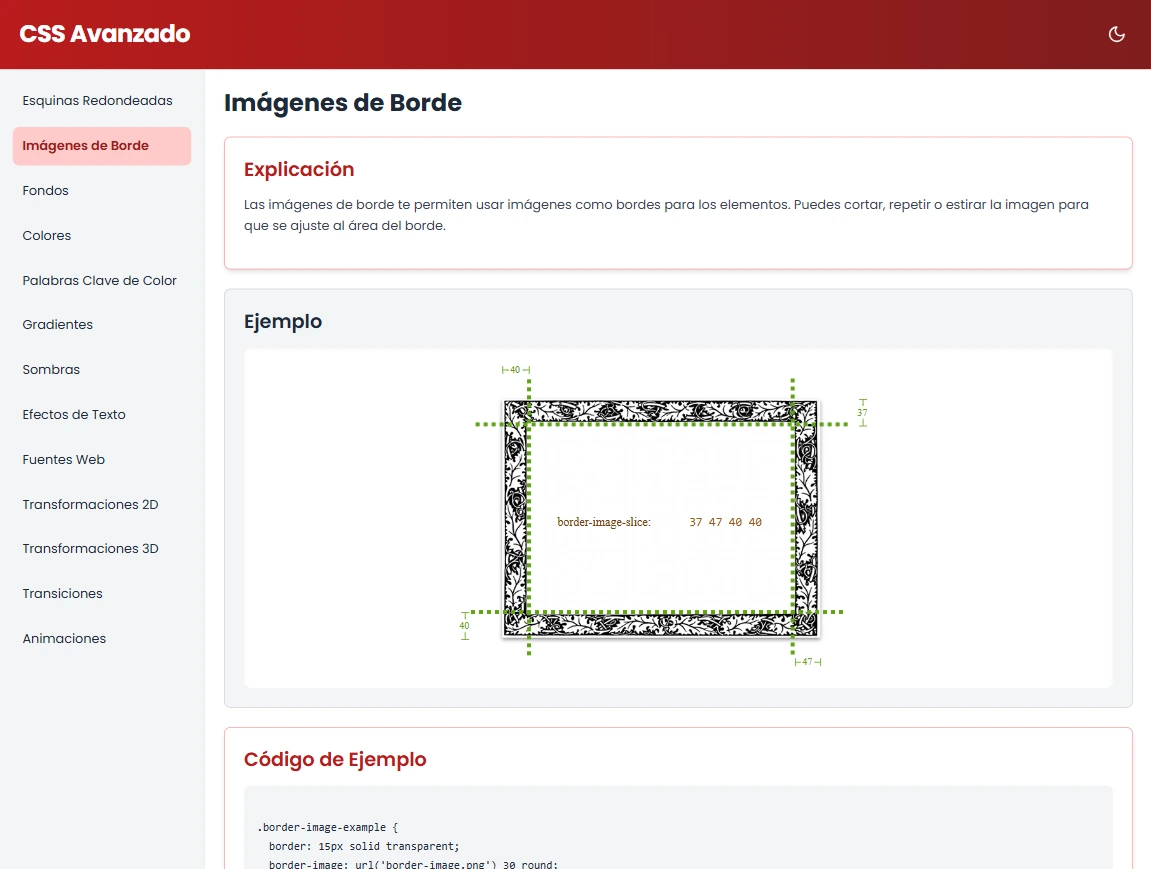 CSS Avanzado
Esquinas Redondeadas
Imágenes de Borde
Fondos
Colores
Palabras Clave de Color
Gradientes
Sombras
Efectos de Texto
Fuentes Web
Transformaciones 2D
Transformaciones 3D
Transiciones
Animaciones
Imágenes de Borde
Explicación
Las imágenes de borde te permiten usar imágenes como bordes para los elementos. Puedes cortar, repetir o estirar la imagen para
que se ajuste al área del borde.
Ejemplo
40
37
border-image-slice: 37 47 40 40
40
47
Código de Ejemplo
.border-image-example {
border: 15px solid transparent;
border-image: url('border-image.png') 30 round;